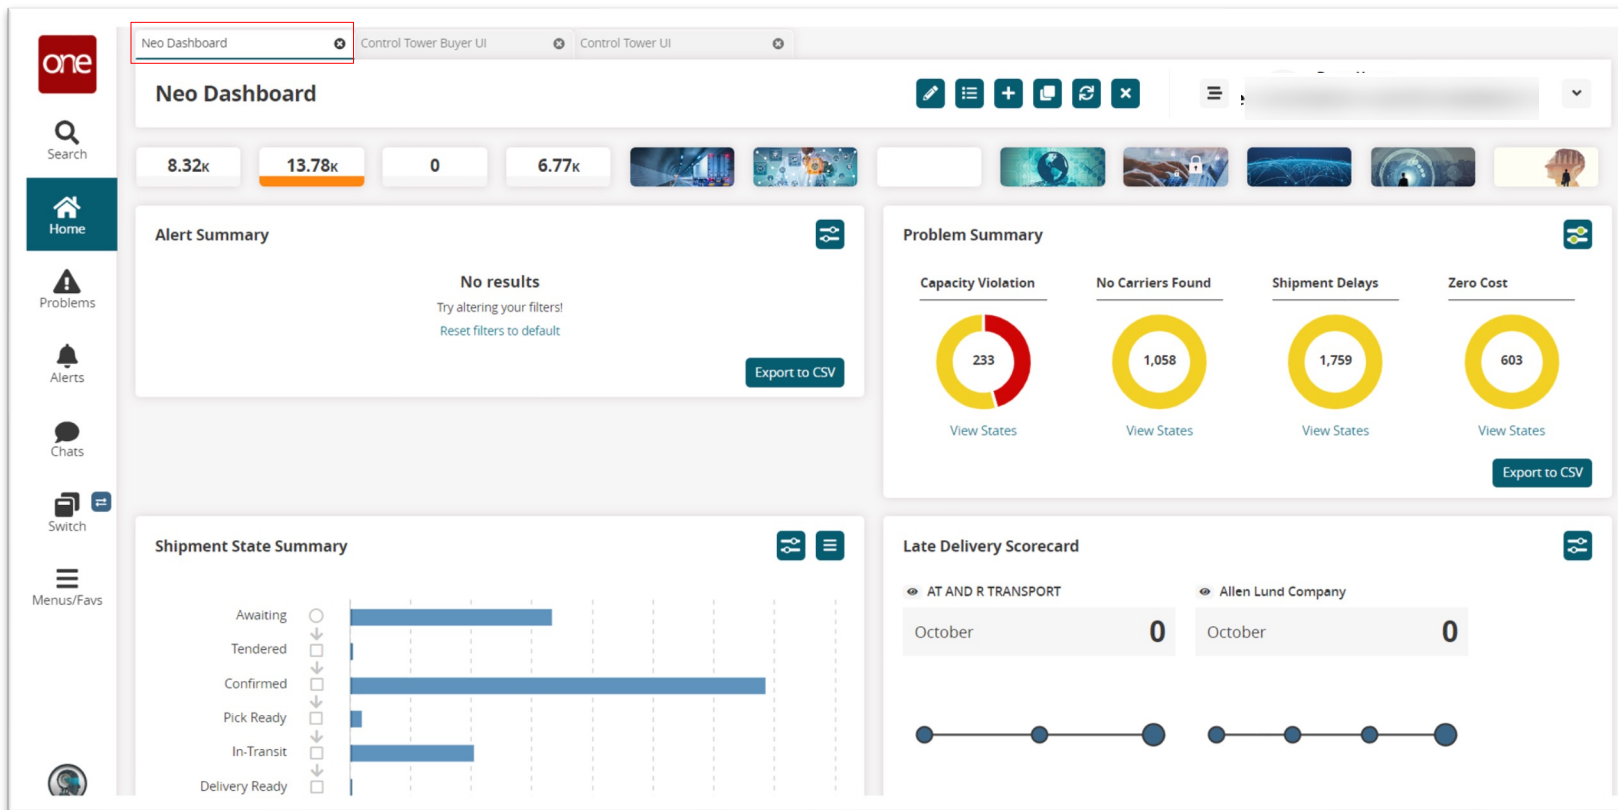 one
Neo Dashboard
Control Tower Buyer UI
Control Tower UI
Neo Dashboard
Search
Home
Problems
Alerts
Chats
Switch
Menus/Favs
8.32K
13.78K
0
6.77K
Alert Summary
No results
Try altering your filters!
Reset filters to default
Export to CSV
Problem Summary
Capacity Violation
No Carriers Found
Shipment Delays
Zero Cost
233
1,058
1,759
603
View States
View States
View States
View States
Export to CSV
Shipment State Summary
Awaiting
Tendered
Confirmed
Pick Ready
In-Transit
Delivery Ready
Late Delivery Scorecard
AT AND R TRANSPORT
Allen Lund Company
October
0
October
0